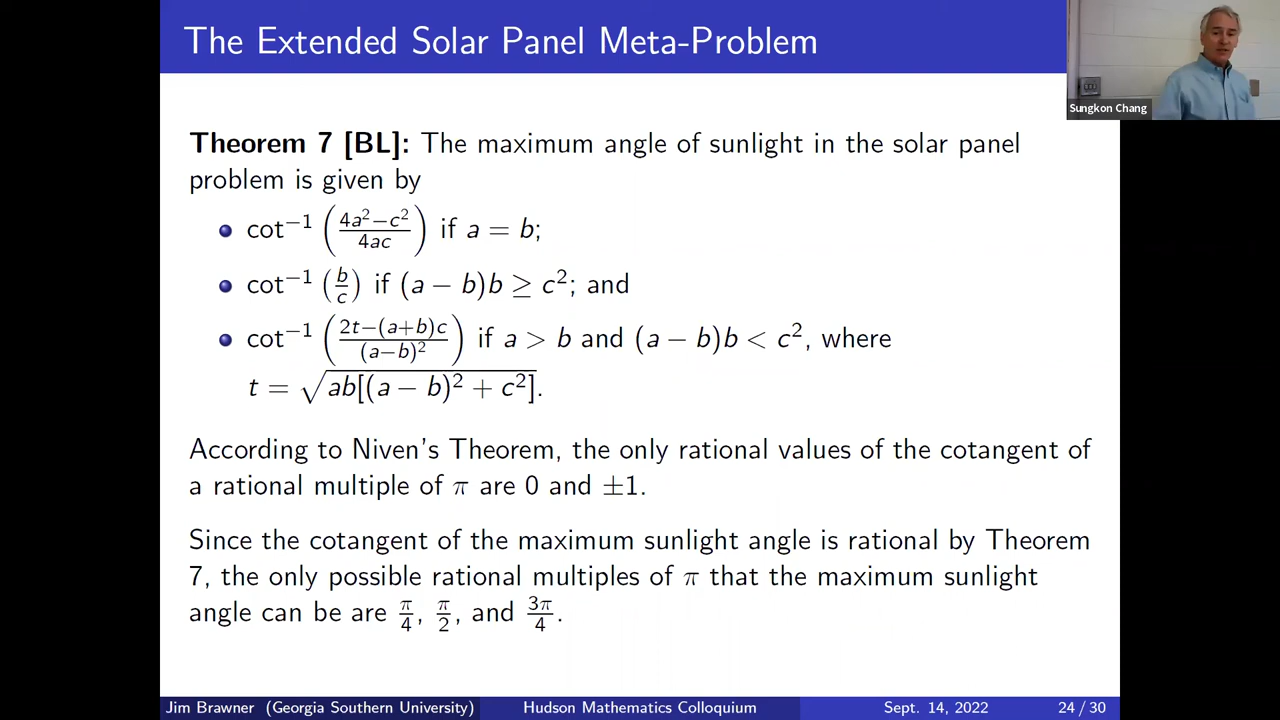 The Extended Solar Panel Meta-Problem
Sungkon Chang
Theorem 7 [BL]: The maximum angle of sunlight in the solar panel
problem is given by
cot⁻¹ ((4a²−c²)/(4ac)) if a = b;
cot⁻¹ (b/c) if (a − b)b ≥ c²; and
cot⁻¹ ((2t−(a+b)c)/((a−b)²)) if a > b and (a − b)b < c², where
t = √(ab[(a − b)² + c²]).
According to Niven's Theorem, the only rational values of the cotangent of
a rational multiple of π are 0 and ±1.
Since the cotangent of the maximum sunlight angle is rational by Theorem
7, the only possible rational multiples of π that the maximum sunlight
angle can be are π/4, π/2, and 3π/4.
Jim Brawner (Georgia Southern University) Hudson Mathematics Colloquium Sept. 14, 2022 24 / 30